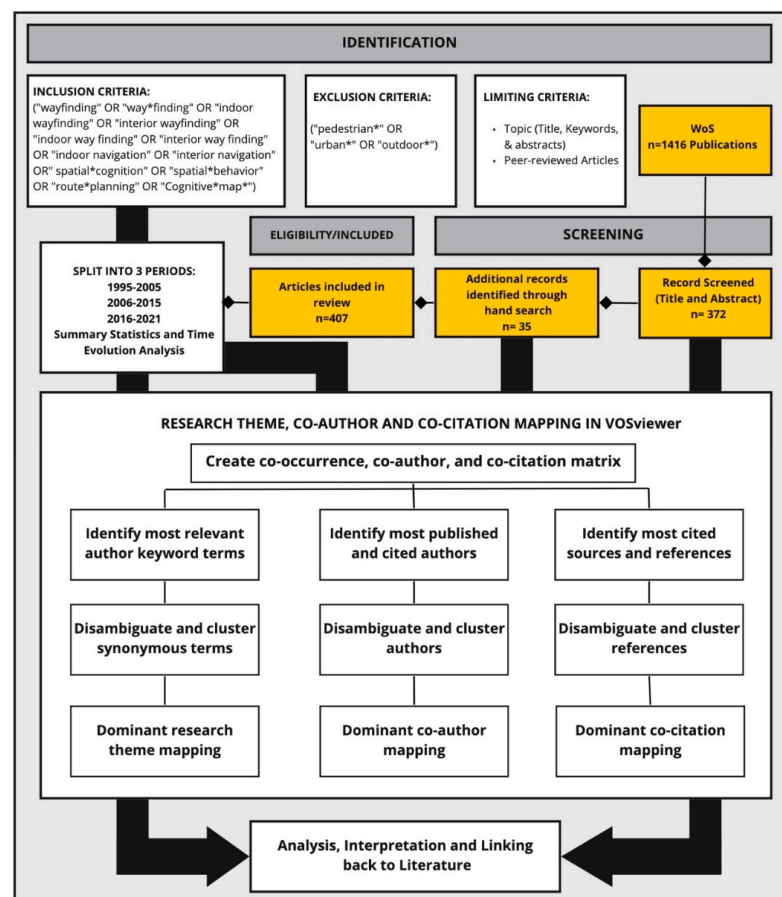 IDENTIFICATION
INCLUSION CRITERIA:
("wayfinding" OR "way*finding" OR "indoor
wayfinding" OR "interior wayfinding" OR
"indoor way finding" OR "interior way finding"
OR "indoor navigation" OR "interior navigation"
OR" spatial*cognition" OR "spatial*behavior"
OR "route*planning" OR "Cognitive*map*")
EXCLUSION CRITERIA:
("pedestrian*" OR
"urban*" OR "outdoor*")
LIMITING CRITERIA:
• Topic (Title, Keywords,
& abstracts)
• Peer-reviewed Articles
WoS
n=1416 Publications
ELIGIBILITY/INCLUDED
SCREENING
SPLIT INTO 3 PERIODS:
1995-2005
2006-2015
2016-2021
Summary Statistics and Time
Evolution Analysis
Articles included in
review
n=407
Additional records
identified through
hand search
n= 35
Record Screened
(Title and Abstract)
n= 372
RESEARCH THEME, CO-AUTHOR AND CO-CITATION MAPPING IN VOSviewer
Create co-occurrence, co-author, and co-citation matrix
Identify most relevant
author keyword terms
Identify most published
and cited authors
Identify most cited
sources and references
Disambiguate and cluster
synonymous terms
Disambiguate and cluster
authors
Disambiguate and cluster
references
Dominant research
theme mapping
Dominant co-author
mapping
Dominant co-citation
mapping
Analysis, Interpretation and Linking
back to Literature